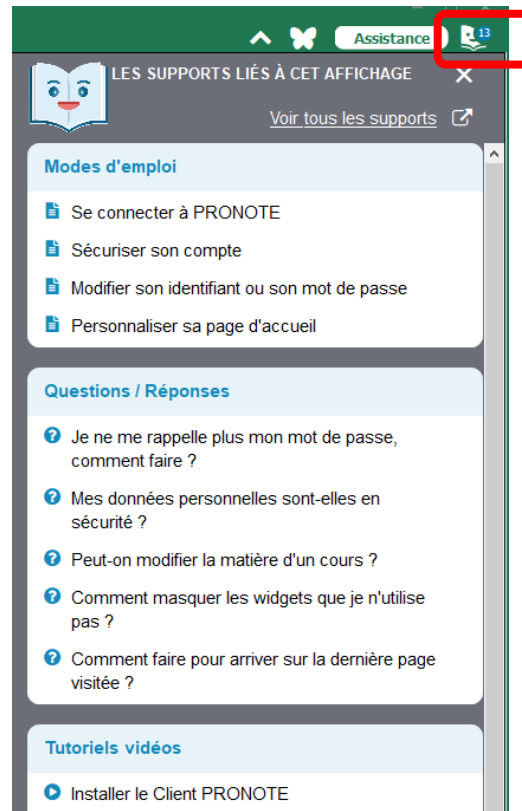 Assistance
13
LES SUPPORTS LIÉS À CET AFFICHAGE
Voir tous les supports
Modes d'emploi
Se connecter à PRONOTE
Sécuriser son compte
Modifier son identifiant ou son mot de passe
Personnaliser sa page d'accueil
Questions / Réponses
Je ne me rappelle plus mon mot de passe,
comment faire ?
Mes données personnelles sont-elles en
sécurité ?
Peut-on modifier la matière d'un cours ?
Comment masquer les widgets que je n'utilise
pas ?
Comment faire pour arriver sur la dernière page
visitée ?
Tutoriels vidéos
Installer le Client PRONOTE